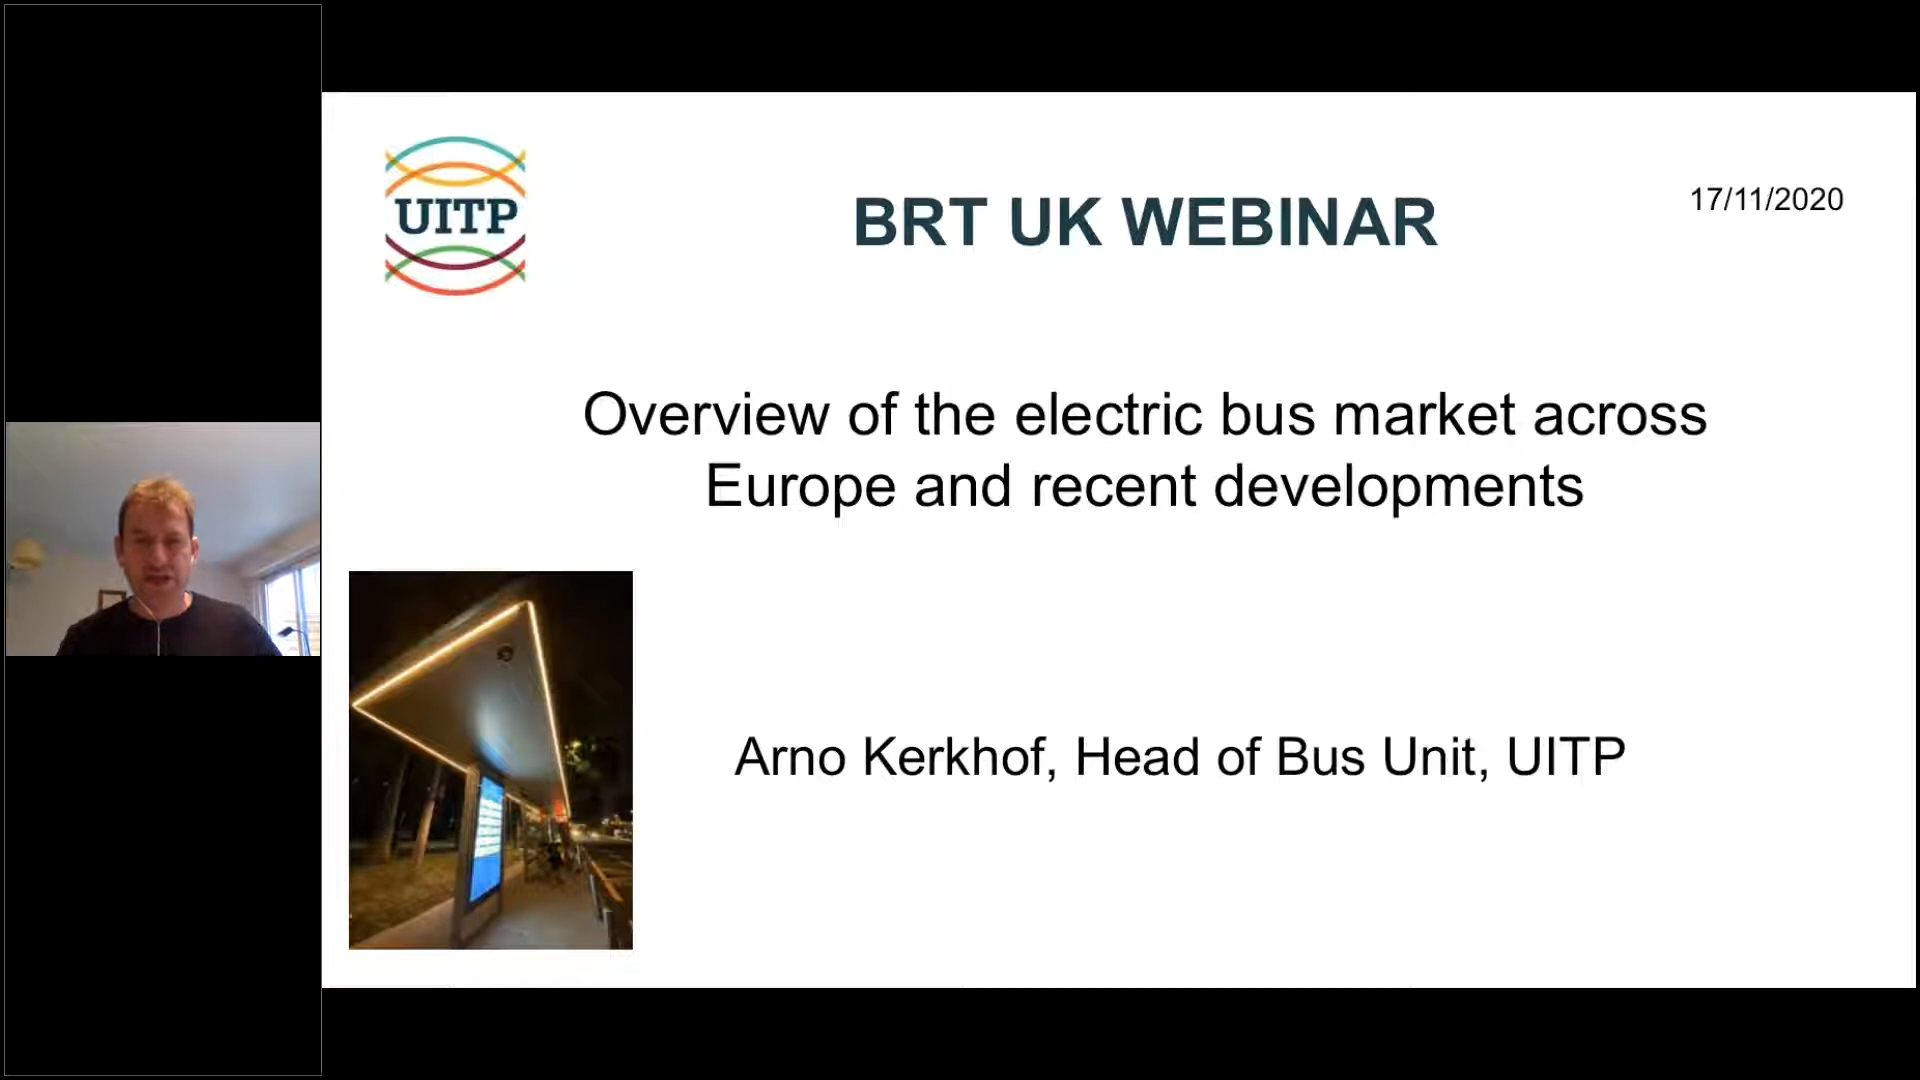 UITP
BRT UK WEBINAR
17/11/2020
Overview of the electric bus market across
Europe and recent developments
Arno Kerkhof, Head of Bus Unit, UITP